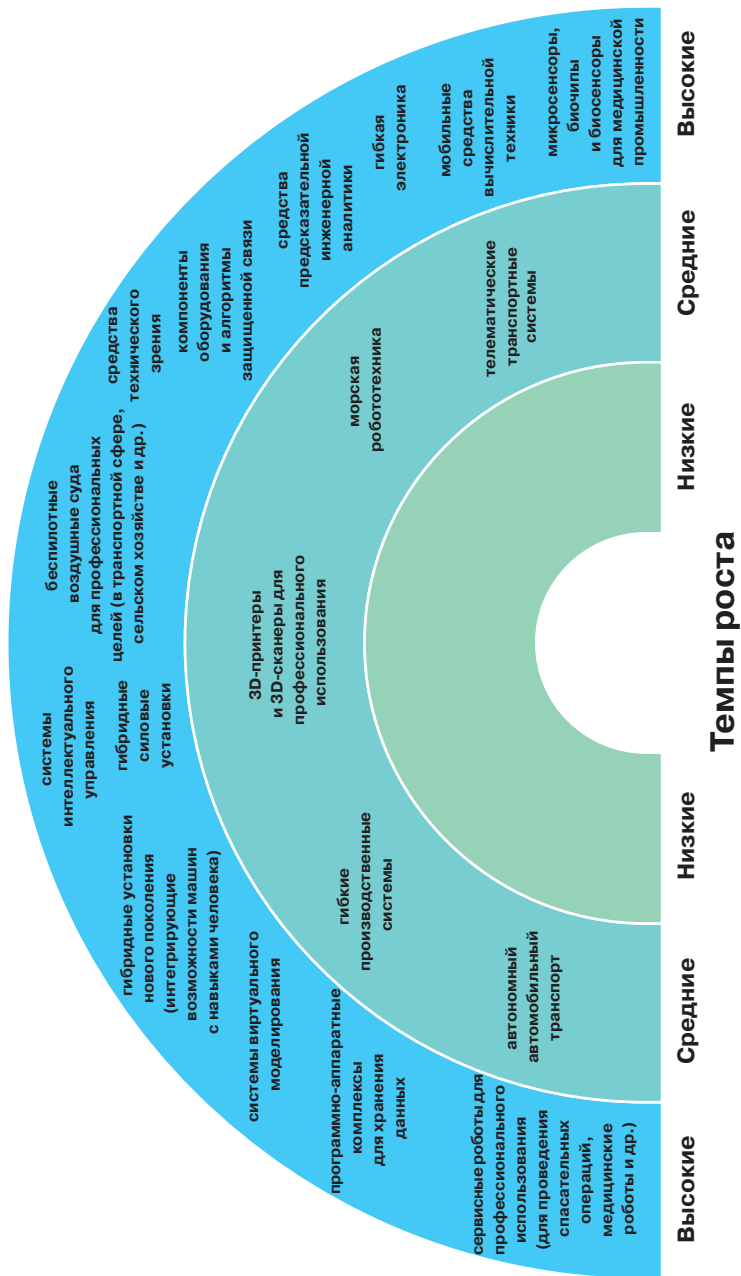 сервисные роботы для
профессионального
использования
(для проведения
спасательных
операций,
медицинские
роботы и др.)
программно-аппаратные
комплексы
для хранения
данных
системы виртуального
моделирования
гибридные установки
нового поколения
(интегрирующие
возможности машин
с навыками человека)
системы
интеллектуального
управления
гибридные
силовые
установки
беспилотные
воздушные суда
для профессиональных
целей (в транспортной сфере,
сельском хозяйстве и др.)
средства
технического
зрения
компоненты
оборудования
и алгоритмы
защищенной связи
средства
предсказательной
инженерной
аналитики
гибкая
электроника
мобильные
средства
вычислительной
техники
микросенсоры,
биочипы
и биосенсоры
для медицинской
промышленности
автономный
автомобильный
транспорт
гибкие
производственные
системы
3D-принтеры
и 3D-сканеры для
профессионального
использования
морская
робототехника
телематические
транспортные
системы
Высокие
Средние
Низкие
Низкие
Средние
Высокие
Темпы роста